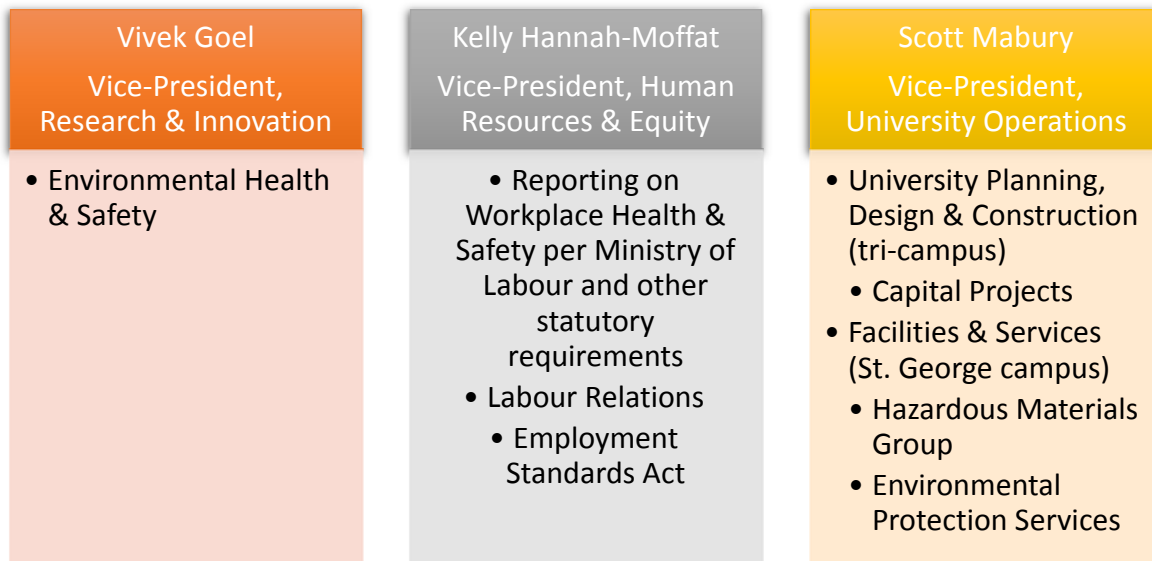 Vivek Goel
Vice-President,
Research & Innovation
• Environmental Health
& Safety
Kelly Hannah-Moffat
Vice-President, Human
Resources & Equity
• Reporting on
Workplace Health &
Safety per Ministry of
Labour and other
statutory
requirements
• Labour Relations
• Employment
Standards Act
Scott Mabury
Vice-President,
University Operations
• University Planning,
Design & Construction
(tri-campus)
• Capital Projects
• Facilities & Services
(St. George campus)
• Hazardous Materials
Group
• Environmental
Protection Services